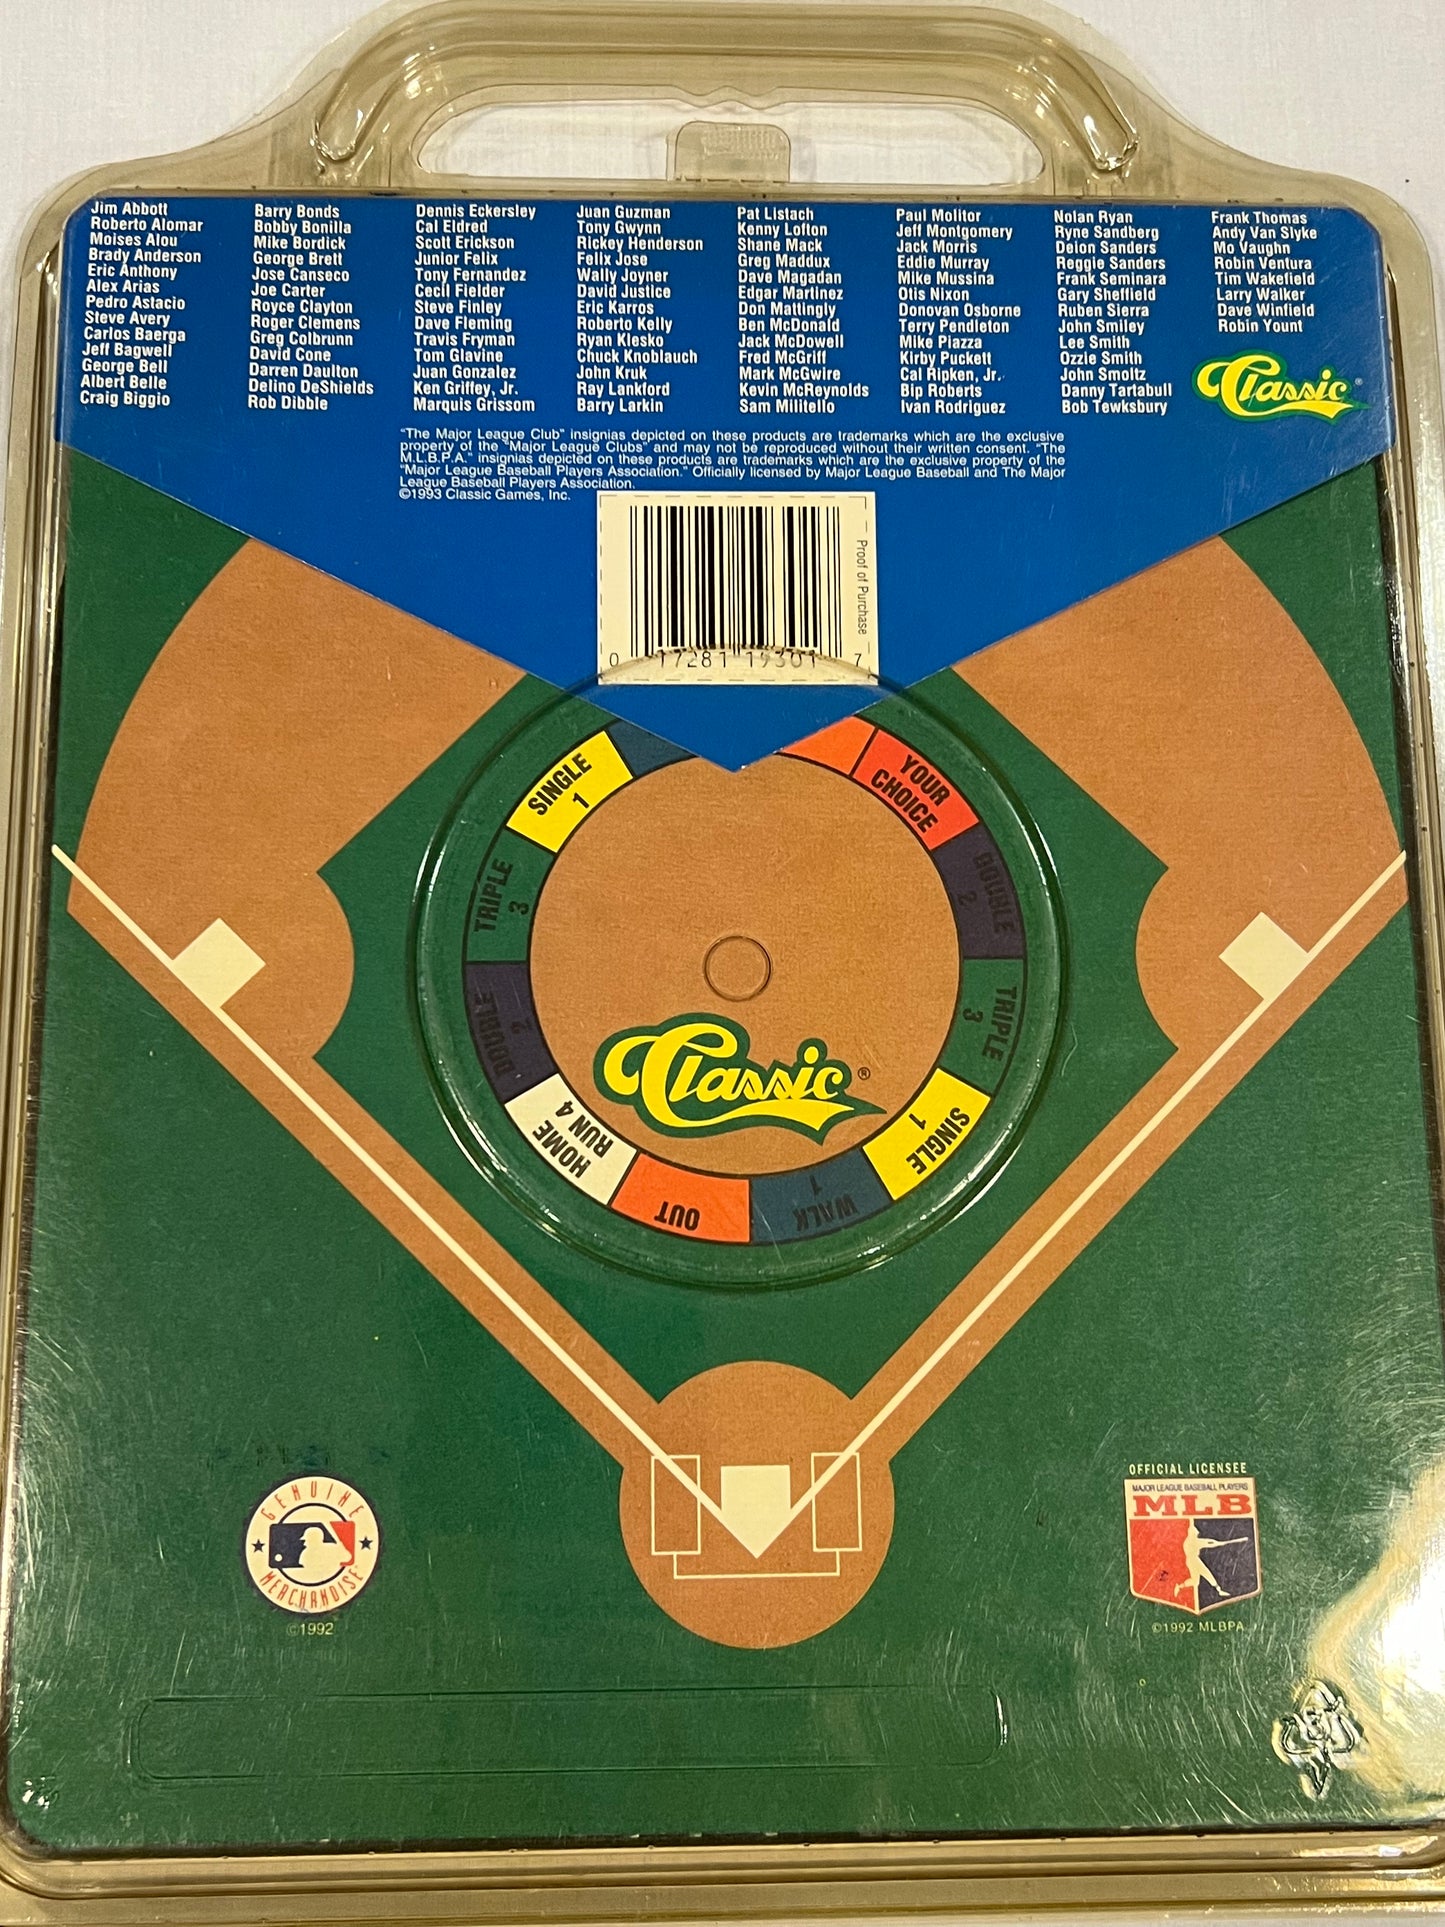 Jim Abbott
Roberto Alomar
Moises Alou
Brady Anderson
Eric Anthony
Alex Arias
Pedro Astacio
Steve Avery
Carlos Baerga
Jeff Bagwell
George Bell
Albert Belle
Craig Biggio
Barry Bonds
Bobby Bonilla
Mike Bordick
George Brett
Jose Canseco
Joe Carter
Royce Clayton
Roger Clemens
Greg Colbrunn
David Cone
Darren Daulton
Delino DeShields
Rob Dibble
Dennis Eckersley
Cal Eldred
Scott Erickson
Junior Felix
Tony Fernandez
Cecil Fielder
Steve Finley
Dave Fleming
Travis Fryman
Tom Glavine
Juan Gonzalez
Ken Griffey, Jr.
Marquis Grissom
Juan Guzman
Tony Gwynn
Rickey Henderson
Felix Jose
Wally Joyner
David Justice
Eric Karros
Roberto Kelly
Ryan Klesko
Chuck Knoblauch
John Kruk
Ray Lankford
Barry Larkin
Pat Listach
Kenny Lofton
Shane Mack
Greg Maddux
Dave Magadan
Edgar Martinez
Don Mattingly
Ben McDonald
Jack McDowell
Fred McGriff
Mark McGwire
Kevin McReynolds
Sam Militello
Paul Molitor
Jeff Montgomery
Jack Morris
Eddie Murray
Mike Mussina
Otis Nixon
Donovan Osborne
Terry Pendleton
Mike Piazza
Kirby Puckett
Cal Ripken, Jr.
Bip Roberts
Ivan Rodriguez
Nolan Ryan
Ryne Sandberg
Deion Sanders
Reggie Sanders
Frank Seminara
Gary Sheffield
Ruben Sierra
John Smiley
Lee Smith
Ozzie Smith
John Smoltz
Danny Tartabull
Bob Tewksbury
Frank Thomas
Andy Van Slyke
Mo Vaughn
Robin Ventura
Tim Wakefield
Larry Walker
Dave Winfield
Robin Yount
Classic®
"The Major League Club" insignias depicted on these products are trademarks which are the exclusive
property of the "Major League Clubs" and may not be reproduced without their written consent. "The
M.L.B.P.A." insignias depicted on these products are trademarks which are the exclusive property of the
"Major League Baseball Players Association." Officially licensed by Major League Baseball and The Major
League Baseball Players Association.
©1993 Classic Games, Inc.
Proof of Purchase
0 17281 19301 7
YOUR
CHOICE
DOUBLE
2
TRIPLE
3
SINGLE
1
WALK
1
OUT
HOME
RUN 4
DOUBLE
2
TRIPLE
3
SINGLE
1
Classic®
GENUINE
MERCHANDISE
©1992
OFFICIAL LICENSEE
MAJOR LEAGUE BASEBALL PLAYERS
MLB
©1992 MLBPA